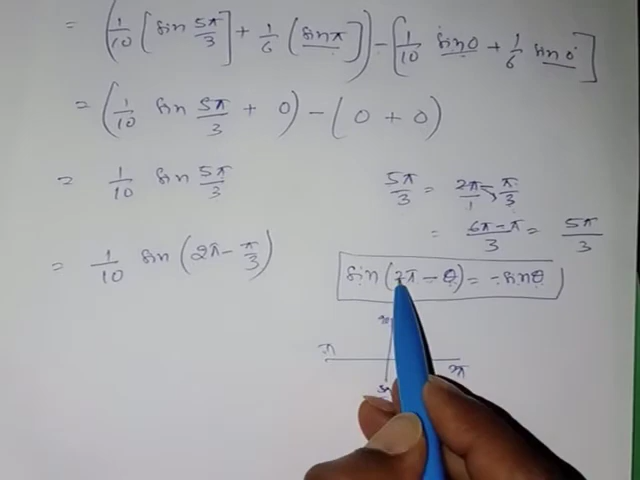 = (1/10 [sin 5π/3] + 1/6 (sin π)) - [1/10 sin 0 + 1/6 sin 0]
= (1/10 sin 5π/3 + 0) - (0 + 0)
= 1/10 sin 5π/3
5π/3 = 2π/1 - π/3
= 6π-π/3 = 5π/3
= 1/10 sin (2π - π/3)
sin (2π - θ) = - sin θ
π
2π